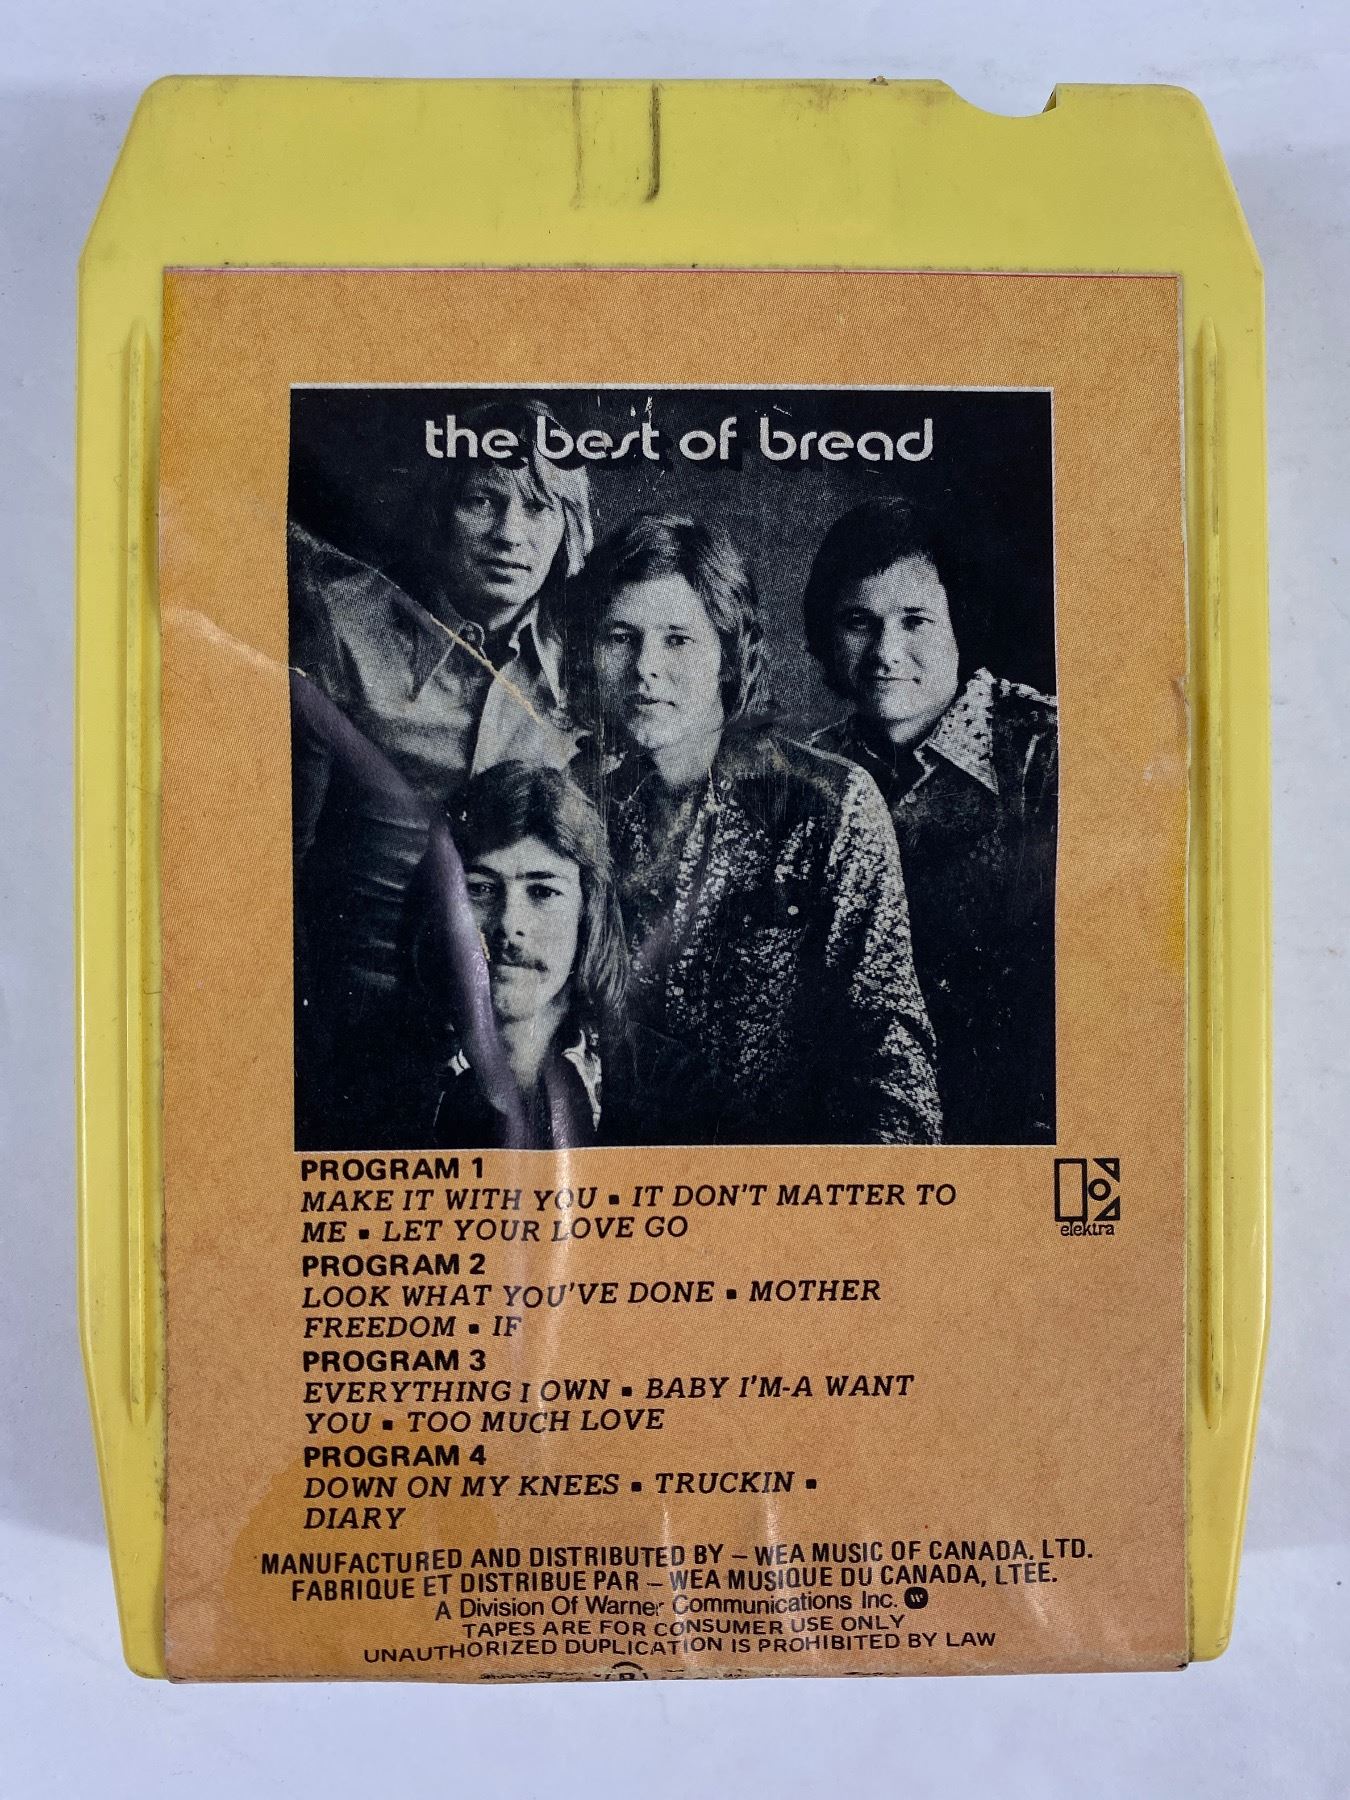 the best of bread
PROGRAM 1
MAKE IT WITH YOU ▪ IT DON'T MATTER TO
ME ▪ LET YOUR LOVE GO
PROGRAM 2
LOOK WHAT YOU'VE DONE ▪ MOTHER
FREEDOM ▪ IF
PROGRAM 3
EVERYTHING I OWN ▪ BABY I'M-A WANT
YOU ▪ TOO MUCH LOVE
PROGRAM 4
DOWN ON MY KNEES ▪ TRUCKIN ▪
DIARY
elektra
MANUFACTURED AND DISTRIBUTED BY – WEA MUSIC OF CANADA, LTD.
FABRIQUE ET DISTRIBUE PAR – WEA MUSIQUE DU CANADA, LTEE.
A Division Of Warner Communications Inc.
TAPES ARE FOR CONSUMER USE ONLY
UNAUTHORIZED DUPLICATION IS PROHIBITED BY LAW